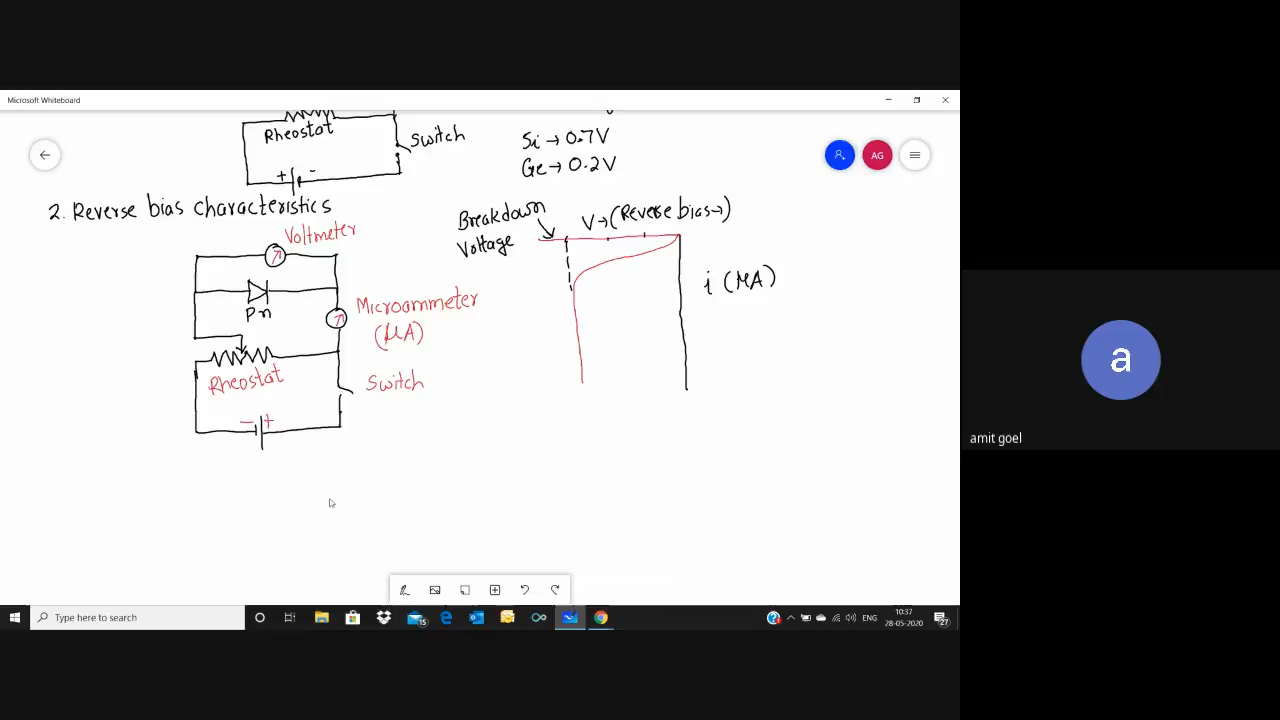 Microsoft Whiteboard
Rheostat
Switch
+ -
Si → 0.7V
Ge → 0.2V
AG
2. Reverse bias characteristics
Voltmeter
Pn
Microammeter
(μA)
Rheostat
Switch
- +
Breakdown
Voltage
V→(Reverse bias→)
i (μA)
a
amit goel
Type here to search
15
ENG
10:37
28-05-2020
27